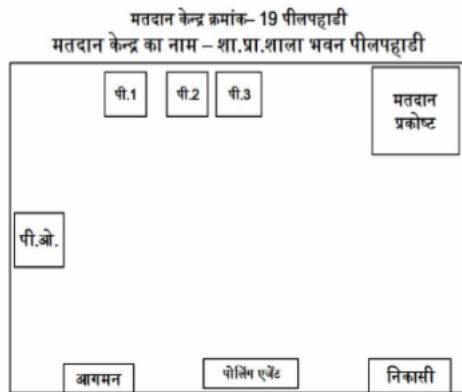 मतदान केन्द्र क्रमांक– 19 पीलपहाडी
मतदान केन्द्र का नाम – शा.प्रा.शाला भवन पीलपहाडी
पी.1
पी.2
पी.3
मतदान
प्रकोष्ट
पी.ओ.
आगमन
पोलिंग एजेंट
निकासी